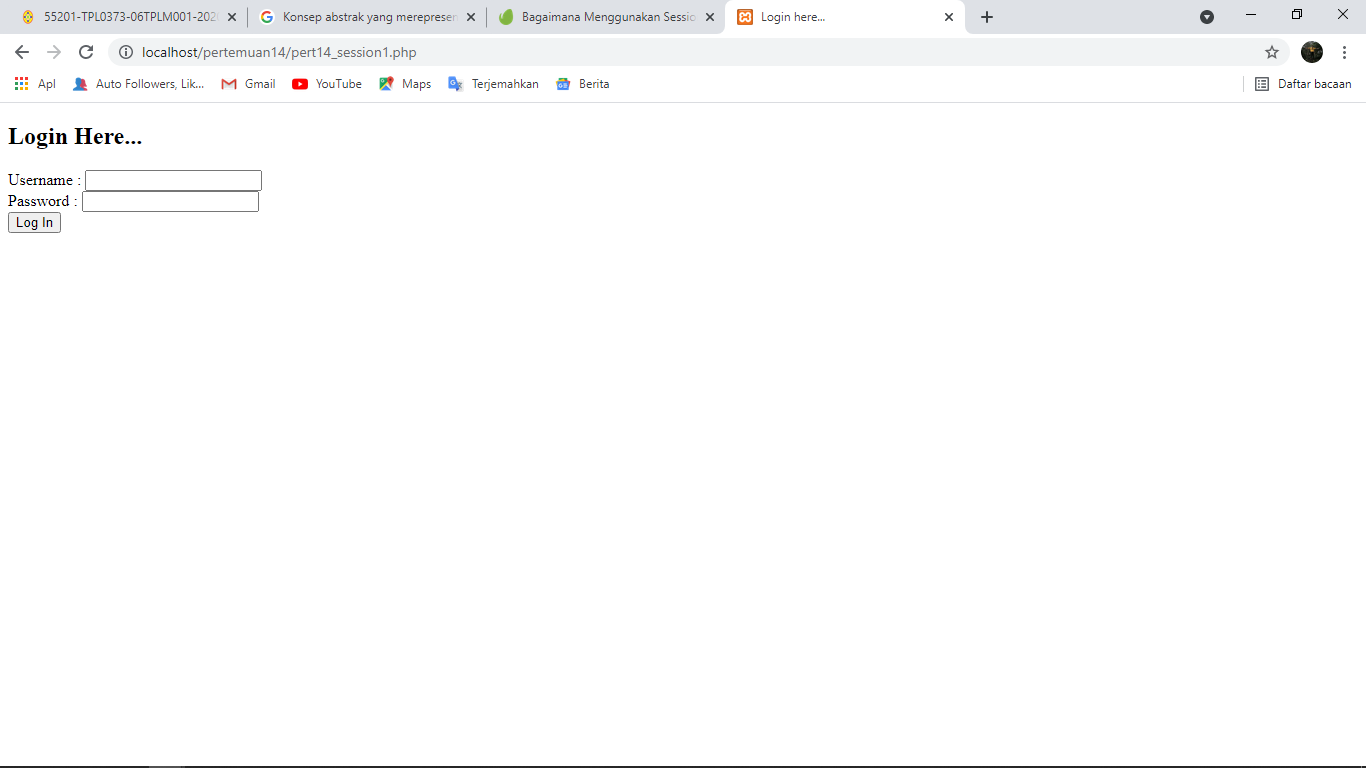 55201-TPL0373-06TPLM001-202
Konsep abstrak yang merepresen
Bagaimana Menggunakan Sessio
Login here...
localhost/pertemuan14/pert14_session1.php
Apl Auto Followers, Lik... Gmail YouTube Maps Terjemahkan Berita Daftar bacaan
Login Here...
Username :
Password :
Log In